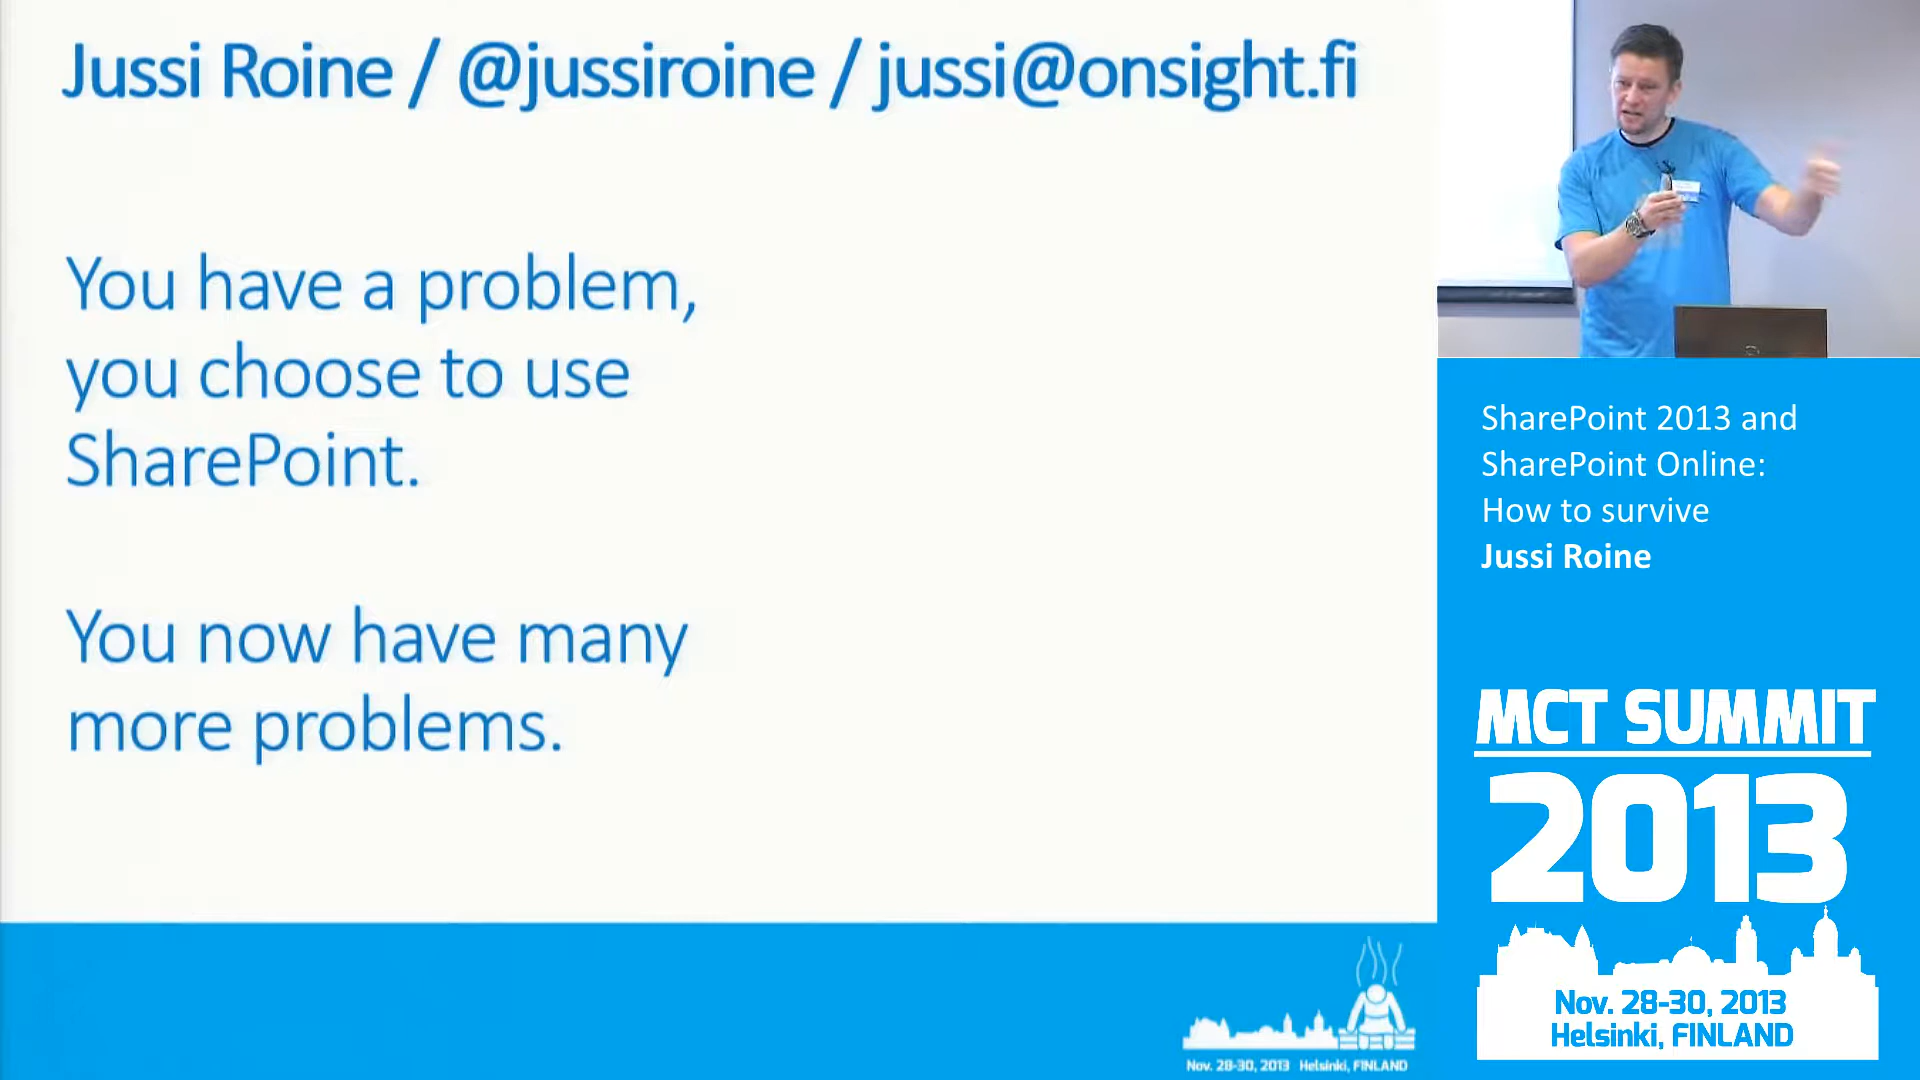 Jussi Roine / @jussiroine / jussi@onsight.fi
You have a problem,
you choose to use
SharePoint.
You now have many
more problems.
SharePoint 2013 and
SharePoint Online:
How to survive
Jussi Roine
MCT SUMMIT
2013
Nov. 28-30, 2013
Helsinki, FINLAND
Nov. 28-30, 2013 Helsinki, FINLAND